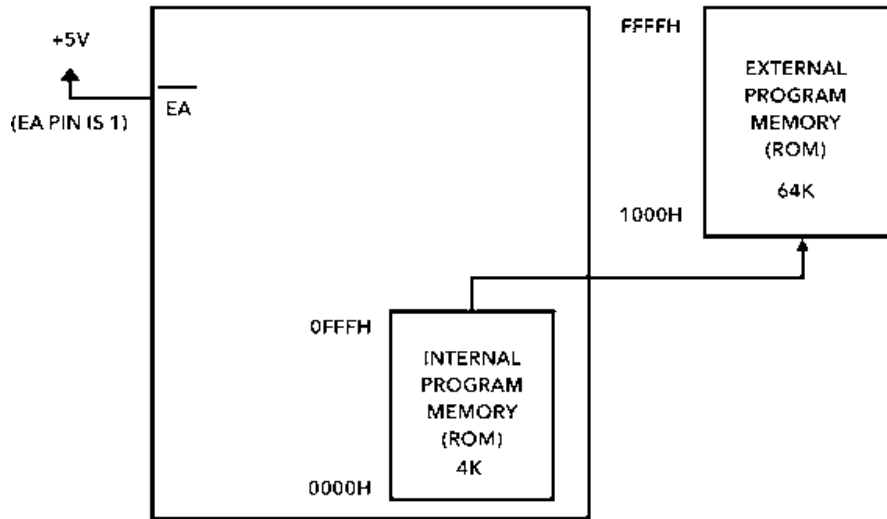 +5V
EA
(EA PIN IS 1)
FFFFH
EXTERNAL
PROGRAM
MEMORY
(ROM)
64K
1000H
0FFFH
INTERNAL
PROGRAM
MEMORY
(ROM)
4K
0000H